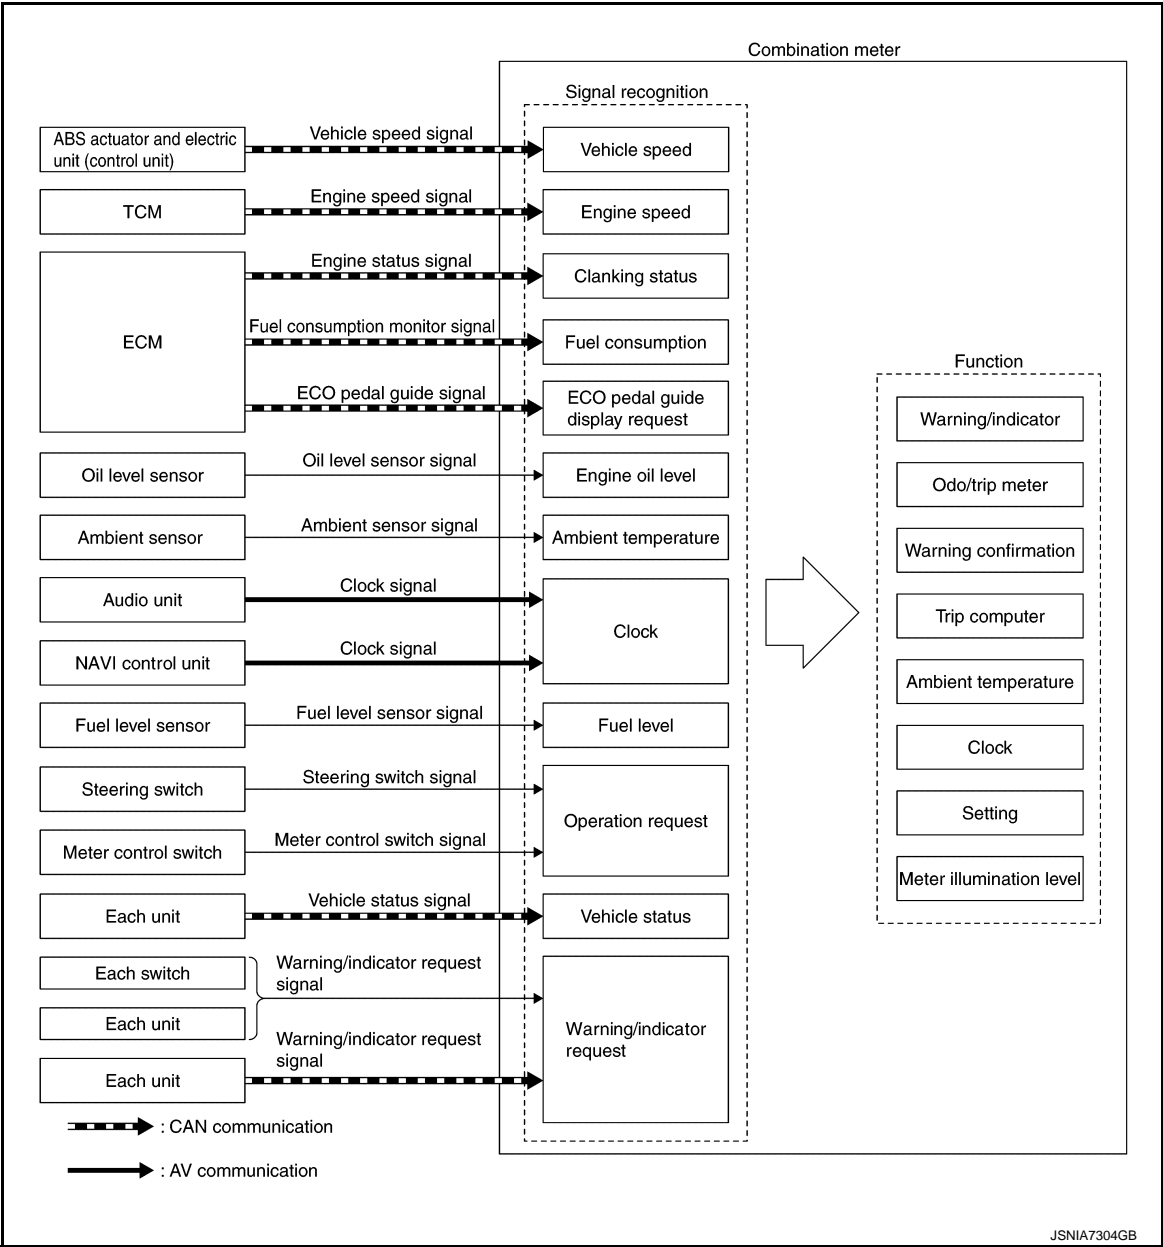 Combination meter
Signal recognition
ABS actuator and electric
unit (control unit)
Vehicle speed signal
Vehicle speed
TCM
Engine speed signal
Engine speed
ECM
Engine status signal
Clanking status
Fuel consumption monitor signal
Fuel consumption
ECO pedal guide signal
ECO pedal guide
display request
Oil level sensor
Oil level sensor signal
Engine oil level
Ambient sensor
Ambient sensor signal
Ambient temperature
Audio unit
Clock signal
Clock
NAVI control unit
Clock signal
Fuel level sensor
Fuel level sensor signal
Fuel level
Steering switch
Steering switch signal
Operation request
Meter control switch
Meter control switch signal
Each unit
Vehicle status signal
Vehicle status
Each switch
Each unit
Warning/indicator request
signal
Warning/indicator
request
Each unit
Warning/indicator request
signal
Function
Warning/indicator
Odo/trip meter
Warning confirmation
Trip computer
Ambient temperature
Clock
Setting
Meter illumination level
: CAN communication
: AV communication
JSNIA7304GB